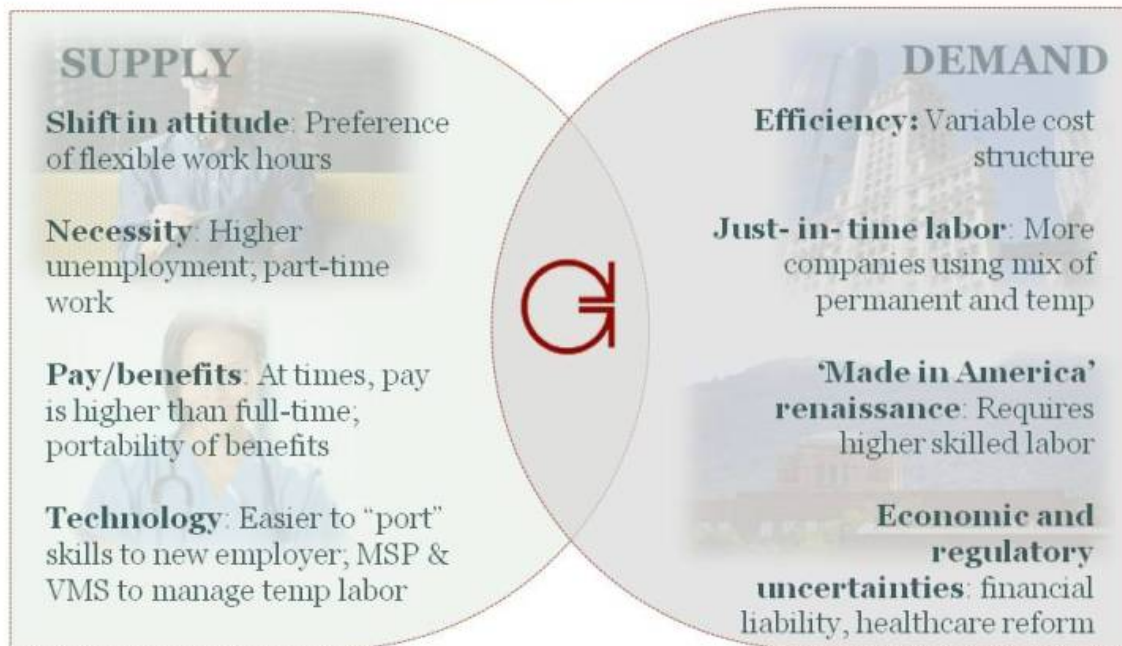 SUPPLY
Shift in attitude: Preference
of flexible work hours
Necessity: Higher
unemployment; part-time
work
Pay/benefits: At times, pay
is higher than full-time;
portability of benefits
Technology: Easier to “port”
skills to new employer; MSP &
VMS to manage temp labor
DEMAND
Efficiency: Variable cost
structure
Just- in- time labor: More
companies using mix of
permanent and temp
‘Made in America’
renaissance: Requires
higher skilled labor
Economic and
regulatory
uncertainties: financial
liability, healthcare reform